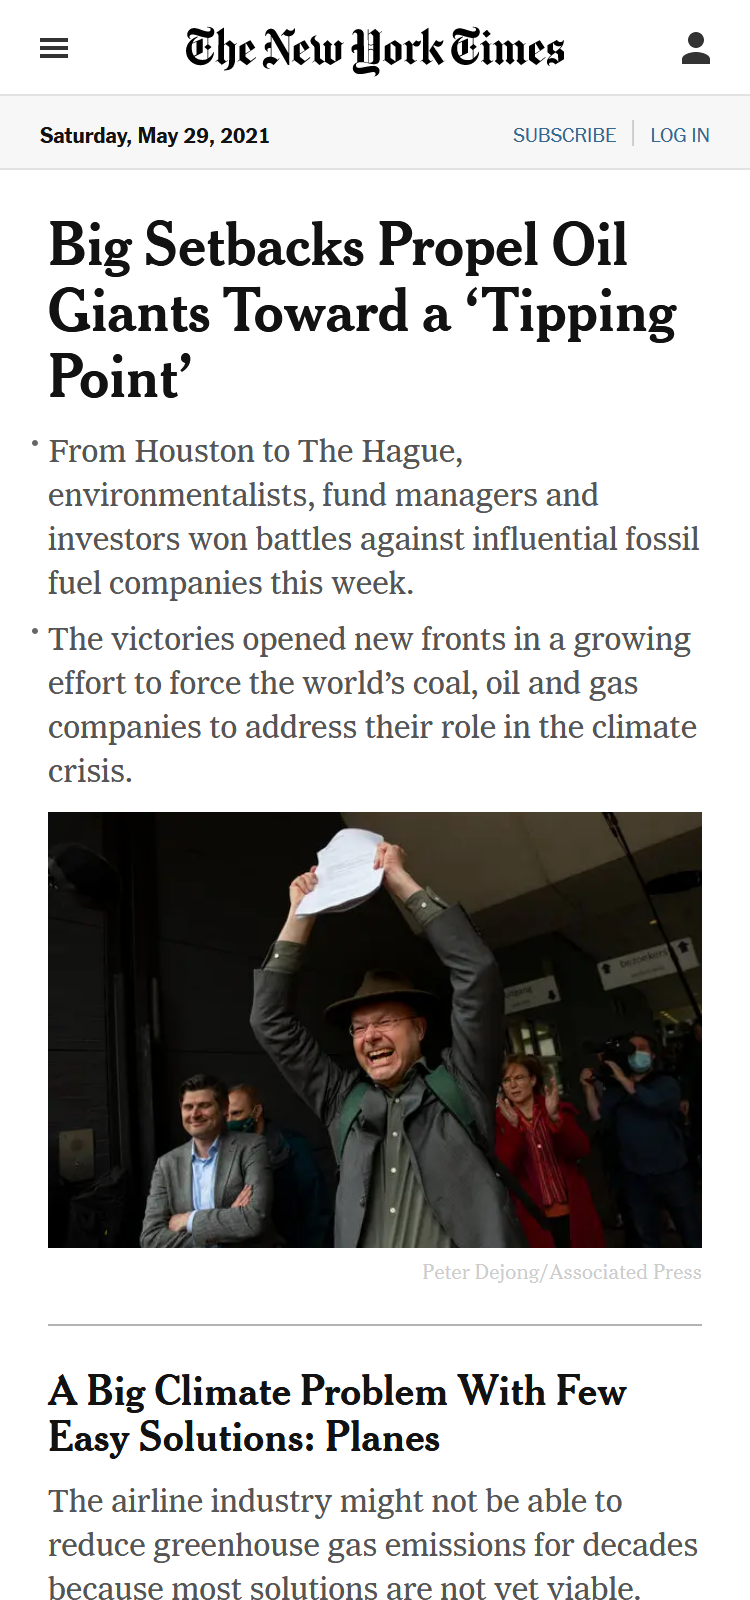 The New York Times
Saturday, May 29, 2021
SUBSCRIBE
LOG IN
Big Setbacks Propel Oil
Giants Toward a ‘Tipping
Point’
• From Houston to The Hague,
environmentalists, fund managers and
investors won battles against influential fossil
fuel companies this week.
• The victories opened new fronts in a growing
effort to force the world’s coal, oil and gas
companies to address their role in the climate
crisis.
bezoekers
Peter Dejong/Associated Press
A Big Climate Problem With Few
Easy Solutions: Planes
The airline industry might not be able to
reduce greenhouse gas emissions for decades
because most solutions are not yet viable.